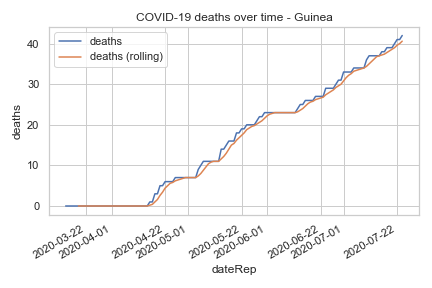 COVID-19 deaths over time - Guinea
deaths
deaths (rolling)
deaths
40
30
20
10
0
2020-03-22
2020-04-01
2020-04-22
2020-05-01
2020-05-22
2020-06-01
2020-06-22
2020-07-01
2020-07-22
dateRep